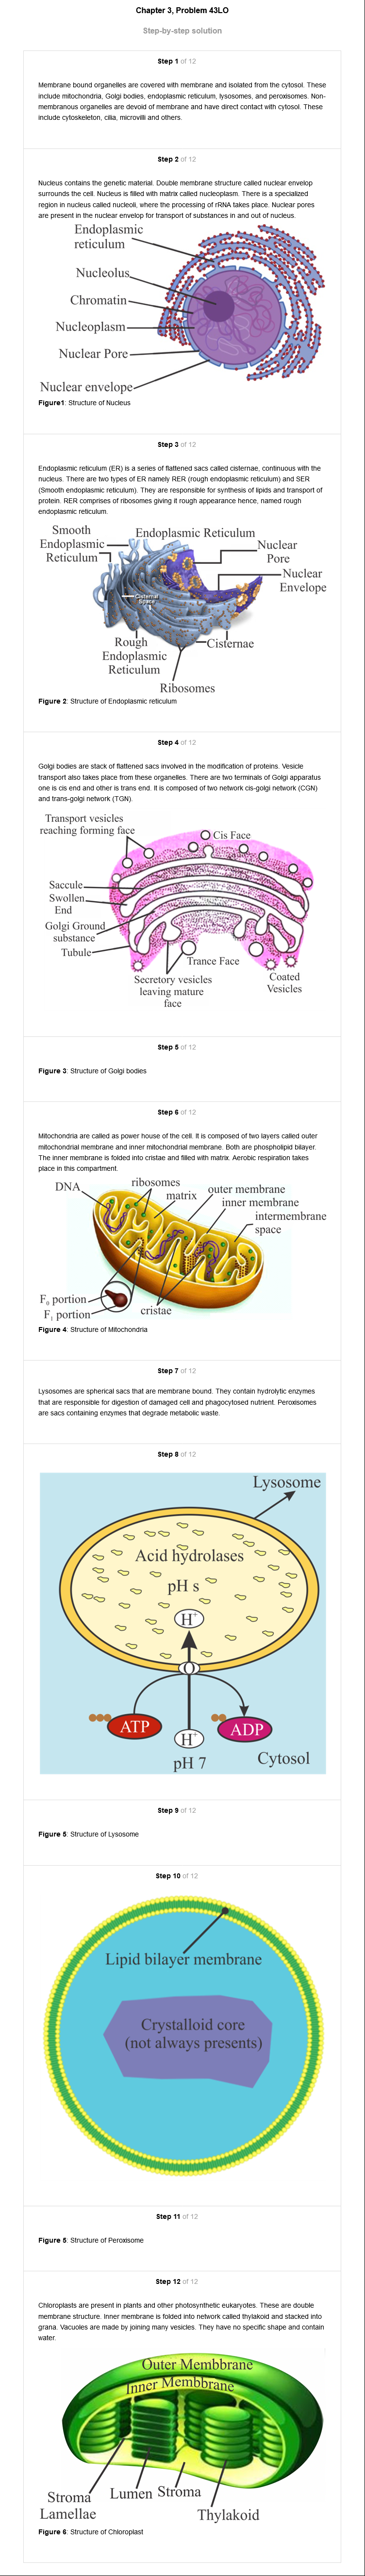 Chapter 3, Problem 43LO
Step-by-step solution
Step 1 of 12
Membrane bound organelles are covered with membrane and isolated from the cytosol. These
include mitochondria, Golgi bodies, endoplasmic reticulum, lysosomes, and peroxisomes. Non-
membranous organelles are devoid of membrane and have direct contact with cytosol. These
include cytoskeleton, cilia, microvilli and others.
Step 2 of 12
Nucleus contains the genetic material. Double membrane structure called nuclear envelop
surrounds the cell. Nucleus is filled with matrix called nucleoplasm. There is a specialized
region in nucleus called nucleoli, where the processing of rRNA takes place. Nuclear pores
are present in the nuclear envelop for transport of substances in and out of nucleus.
Endoplasmic
reticulum
Nucleolus
Chromatin
Nucleoplasm
Nuclear Pore
Nuclear envelope
Figure1: Structure of Nucleus
Step 3 of 12
Endoplasmic reticulum (ER) is a series of flattened sacs called cisternae, continuous with the
nucleus. There are two types of ER namely RER (rough endoplasmic reticulum) and SER
(Smooth endoplasmic reticulum). They are responsible for synthesis of lipids and transport of
protein. RER comprises of ribosomes giving it rough appearance hence, named rough
endoplasmic reticulum.
Smooth
Endoplasmic
Reticulum
Endoplasmic Reticulum
Nuclear
Pore
Nuclear
Envelope
Cisternal
Space
Rough
Endoplasmic
Reticulum
Cisternae
Ribosomes
Figure 2: Structure of Endoplasmic reticulum
Step 4 of 12
Golgi bodies are stack of flattened sacs involved in the modification of proteins. Vesicle
transport also takes place from these organelles. There are two terminals of Golgi apparatus
one is cis end and other is trans end. It is composed of two network cis-golgi network (CGN)
and trans-golgi network (TGN).
Transport vesicles
reaching forming face
Cis Face
Saccule
Swollen
End
Golgi Ground
substance
Tubule
Trance Face
Secretory vesicles
leaving mature
face
Coated
Vesicles
Step 5 of 12
Figure 3: Structure of Golgi bodies
Step 6 of 12
Mitochondria are called as power house of the cell. It is composed of two layers called outer
mitochondrial membrane and inner mitochondrial membrane. Both are phospholipid bilayer.
The inner membrane is folded into cristae and filled with matrix. Aerobic respiration takes
place in this compartment.
DNA
ribosomes
matrix
outer membrane
inner membrane
intermembrane
space
F0 portion
F1 portion
cristae
Figure 4: Structure of Mitochondria
Step 7 of 12
Lysosomes are spherical sacs that are membrane bound. They contain hydrolytic enzymes
that are responsible for digestion of damaged cell and phagocytosed nutrient. Peroxisomes
are sacs containing enzymes that degrade metabolic waste.
Step 8 of 12
Lysosome
Acid hydrolases
pH s
H+
O
ATP
ADP
H+
pH 7
Cytosol
Step 9 of 12
Figure 5: Structure of Lysosome
Step 10 of 12
Lipid bilayer membrane
Crystalloid core
(not always presents)
Step 11 of 12
Figure 5: Structure of Peroxisome
Step 12 of 12
Chloroplasts are present in plants and other photosynthetic eukaryotes. These are double
membrane structure. Inner membrane is folded into network called thylakoid and stacked into
grana. Vacuoles are made by joining many vesicles. They have no specific shape and contain
water.
Outer Membbrane
Inner Membbrane
Stroma
Lamellae
Lumen
Stroma
Thylakoid
Figure 6: Structure of Chloroplast